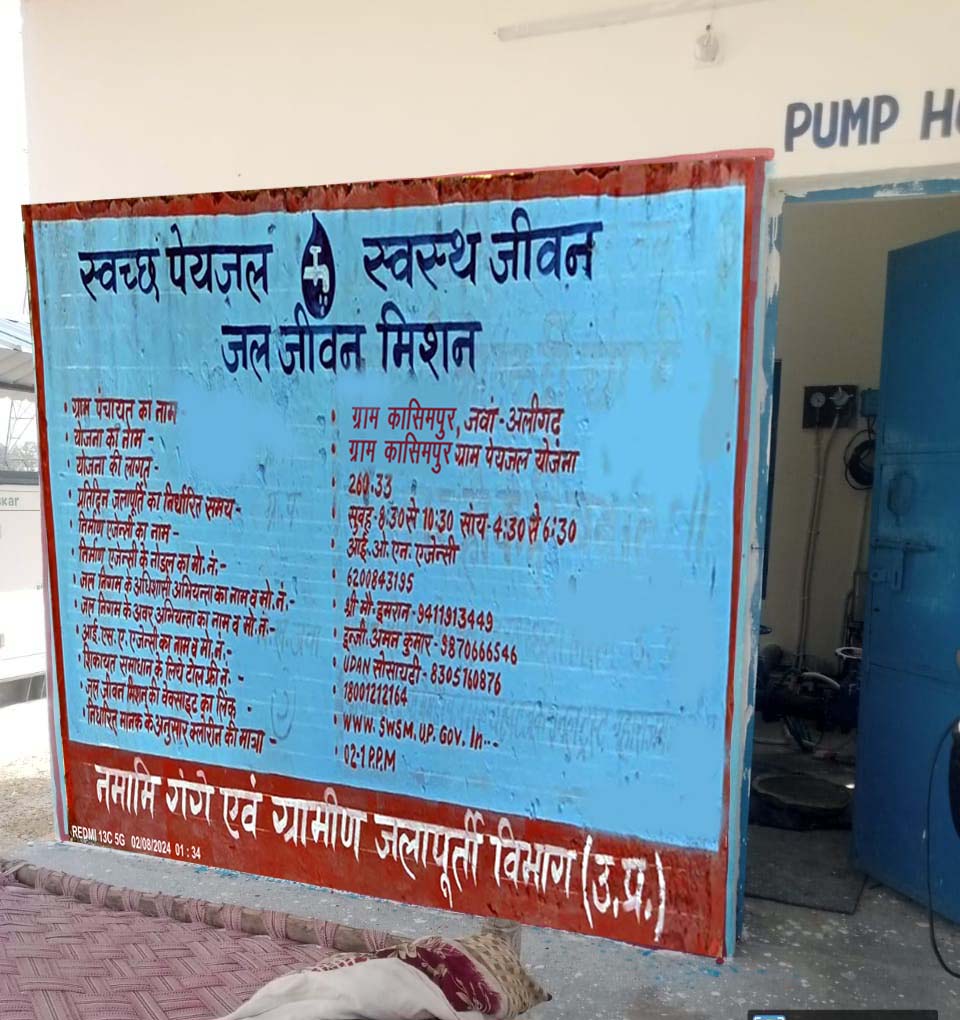 PUMP HO
स्वच्छ पेयजल स्वस्थ जीवन
जल जीवन मिशन
• ग्राम पंचायत का नाम - • ग्राम कासिमपुर, जवां - अलीगढ़
• योजना का नाम - • ग्राम कासिमपुर ग्राम पेयजल योजना
• योजना की लागत - • 260.33
• प्रतिदिन जलापूर्ति का निर्धारित समय - • सुबह - 8:30 से 10:30 सांय - 4:30 से 6:30
• निर्माण एजेन्सी का नाम - • आई.ओ.एन. एजेन्सी
• निर्माण एजेन्सी के नोडल का मो. नं:- • 6200843195
• जल निगम के अधिशासी अभियन्ता का नाम व मो. नं.- • श्री मौ इमरान - 9411913449
• जल निगम के अवर अभियन्ता का नाम व मो. नं:- • इन्जी. अमन कुमार - 9870666546
• आई.एस.ए. एजेन्सी का नाम व मो. नं.- • UDAN सोसायटी - 8305760876
• शिकायत समाधान के लिये टोल फ्री नं:- • 18001212164
• जल जीवन मिशन की वेबसाइट का लिंक - • WWW. SWSM. U.P. GOV. In --
• निर्धारित मानक के अनुसार क्लोरीन की मात्रा - • 02-1 P.P.M
नमामि गंगे एवं ग्रामीण जलापूर्ती विभाग (उ.प्र.)
REDMI 13C 5G 02/08/2024 01:34